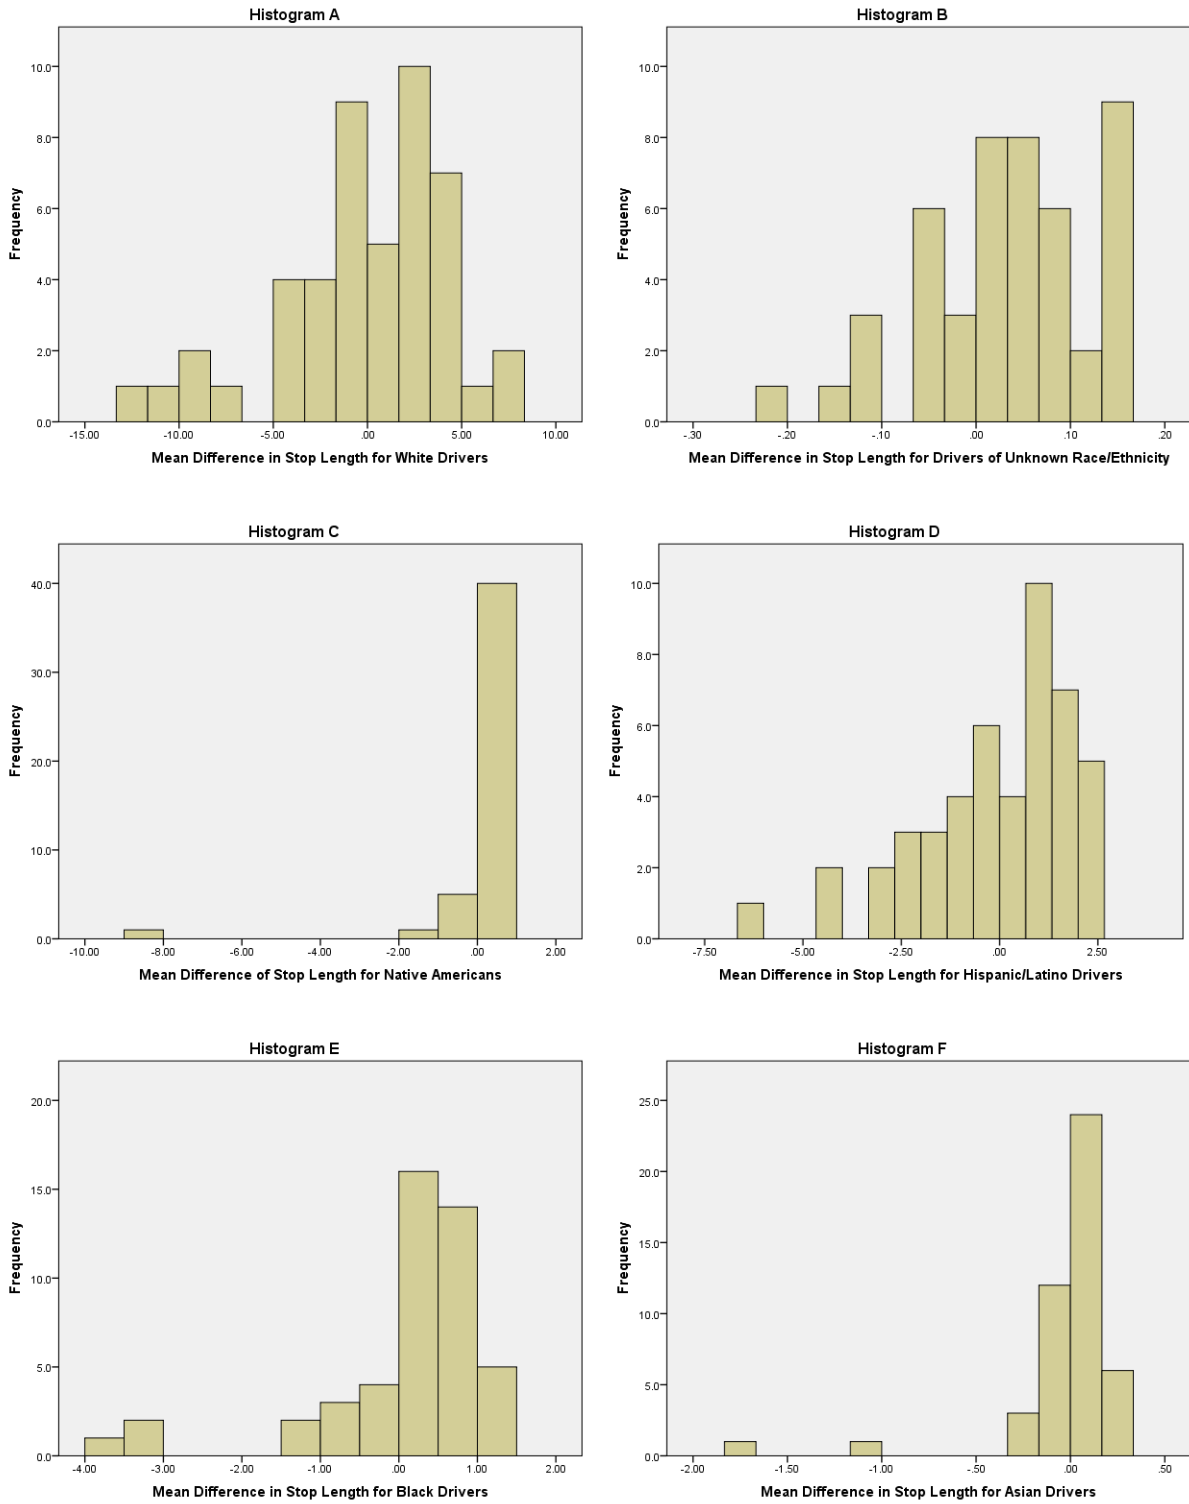 Histogram A
Frequency
10.0
8.0
6.0
4.0
2.0
0.0
-15.00 -10.00 -5.00 .00 5.00 10.00
Mean Difference in Stop Length for White Drivers
Histogram B
Frequency
10.0
8.0
6.0
4.0
2.0
0.0
-.30 -.20 -.10 .00 .10 .20
Mean Difference in Stop Length for Drivers of Unknown Race/Ethnicity
Histogram C
Frequency
40.0
30.0
20.0
10.0
0.0
-10.00 -8.00 -6.00 -4.00 -2.00 .00 2.00
Mean Difference of Stop Length for Native Americans
Histogram D
Frequency
10.0
8.0
6.0
4.0
2.0
0.0
-7.50 -5.00 -2.50 .00 2.50
Mean Difference in Stop Length for Hispanic/Latino Drivers
Histogram E
Frequency
20.0
15.0
10.0
5.0
0.0
-4.00 -3.00 -2.00 -1.00 .00 1.00 2.00
Mean Difference in Stop Length for Black Drivers
Histogram F
Frequency
25.0
20.0
15.0
10.0
5.0
0.0
-2.00 -1.50 -1.00 -.50 .00 .50
Mean Difference in Stop Length for Asian Drivers